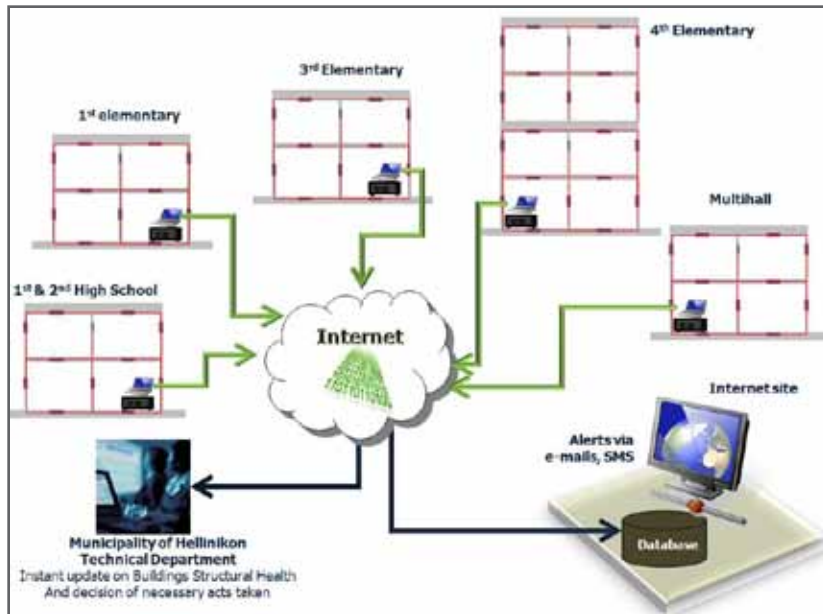 4th Elementary
3rd Elementary
1st elementary
Multihall
1st & 2nd High School
Internet
Internet site
Alerts via
e-mails, SMS
Database
Municipality of Hellinikon
Technical Department
Instant update on Buildings Structural Health
And decision of necessary acts taken